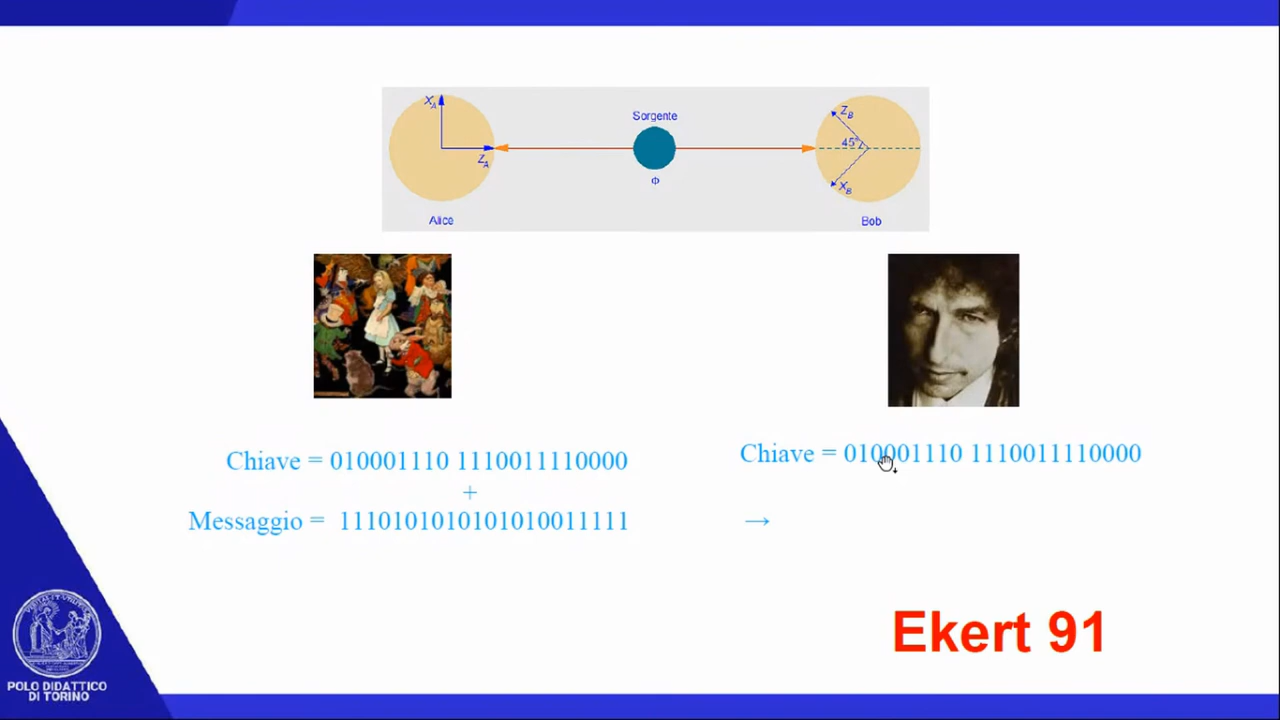 Sorgente
X_A
Z_A
Z_B
45°
X_B
Φ
Alice
Bob
Chiave = 010001110 1110011110000
Chiave = 010001110 1110011110000
+
Messaggio = 1110101010101010011111
→
Ekert 91
POLO DIDATTICO
DI TORINO